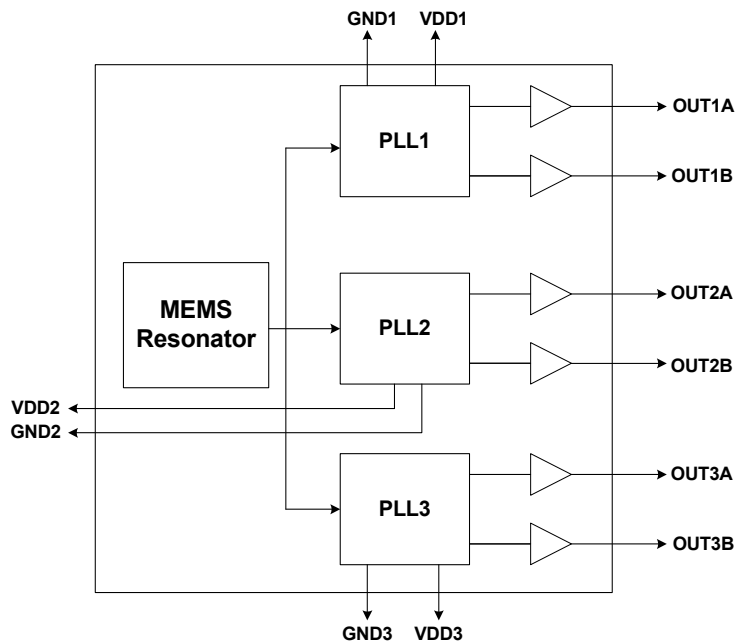 GND1 VDD1
OUT1A
PLL1
OUT1B
MEMS
Resonator
OUT2A
PLL2
OUT2B
VDD2
GND2
OUT3A
PLL3
OUT3B
GND3 VDD3